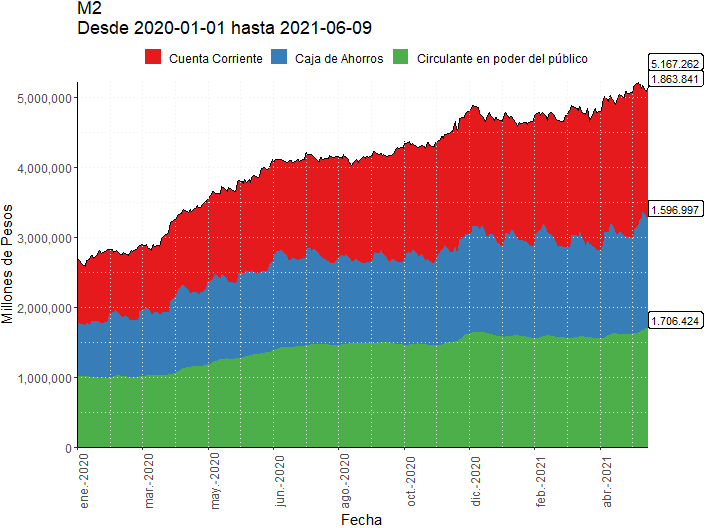 M2
Desde 2020-01-01 hasta 2021-06-09
Cuenta Corriente
Caja de Ahorros
Circulante en poder del público
5.167.262
1.863.841
1.596.997
1.706.424
Millones de Pesos
5,000,000
4,000,000
3,000,000
2,000,000
1,000,000
0
ene.-2020
mar.-2020
may.-2020
jun.-2020
ago.-2020
oct.-2020
dic.-2020
feb.-2021
abr.-2021
Fecha